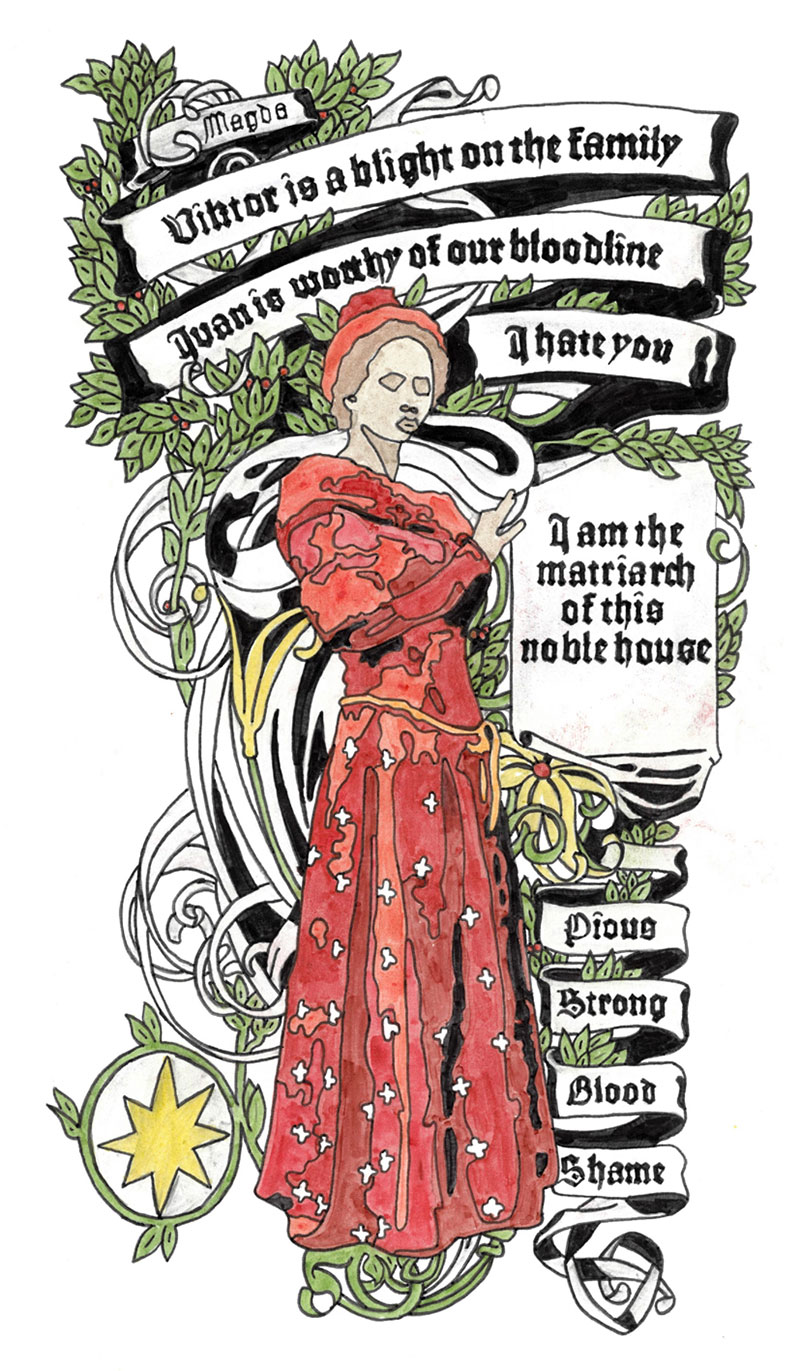 Magda
Viktor is a blight on the family
Ivan is worthy of our bloodline
I hate you
I am the
matriarch
of this
noble house
Pious
Strong
Blood
Shame